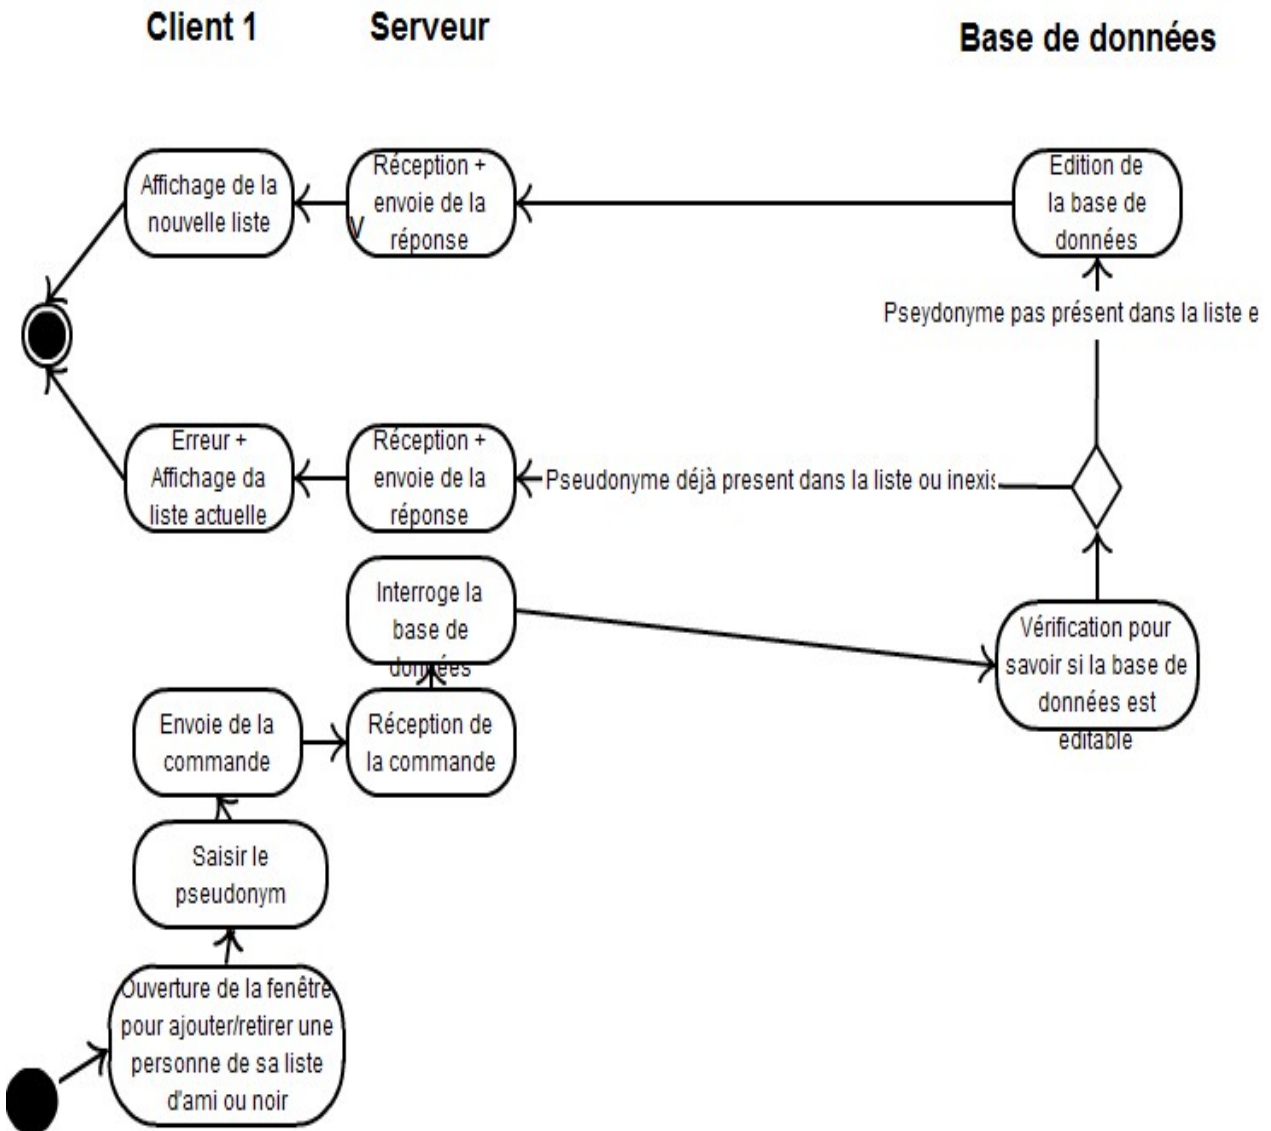 Client 1
Serveur
Base de données
Affichage de la
nouvelle liste
Réception +
envoie de la
réponse
V
Edition de
la base de
données
Pseydonyme pas présent dans la liste e
Erreur +
Affichage da
liste actuelle
Réception +
envoie de la
réponse
Pseudonyme déjà present dans la liste ou inexis
Interroge la
base de
données
Vérification pour
savoir si la base de
données est
editable
Envoie de la
commande
Réception de
la commande
Saisir le
pseudonym
Ouverture de la fenêtre
pour ajouter/retirer une
personne de sa liste
d'ami ou noir